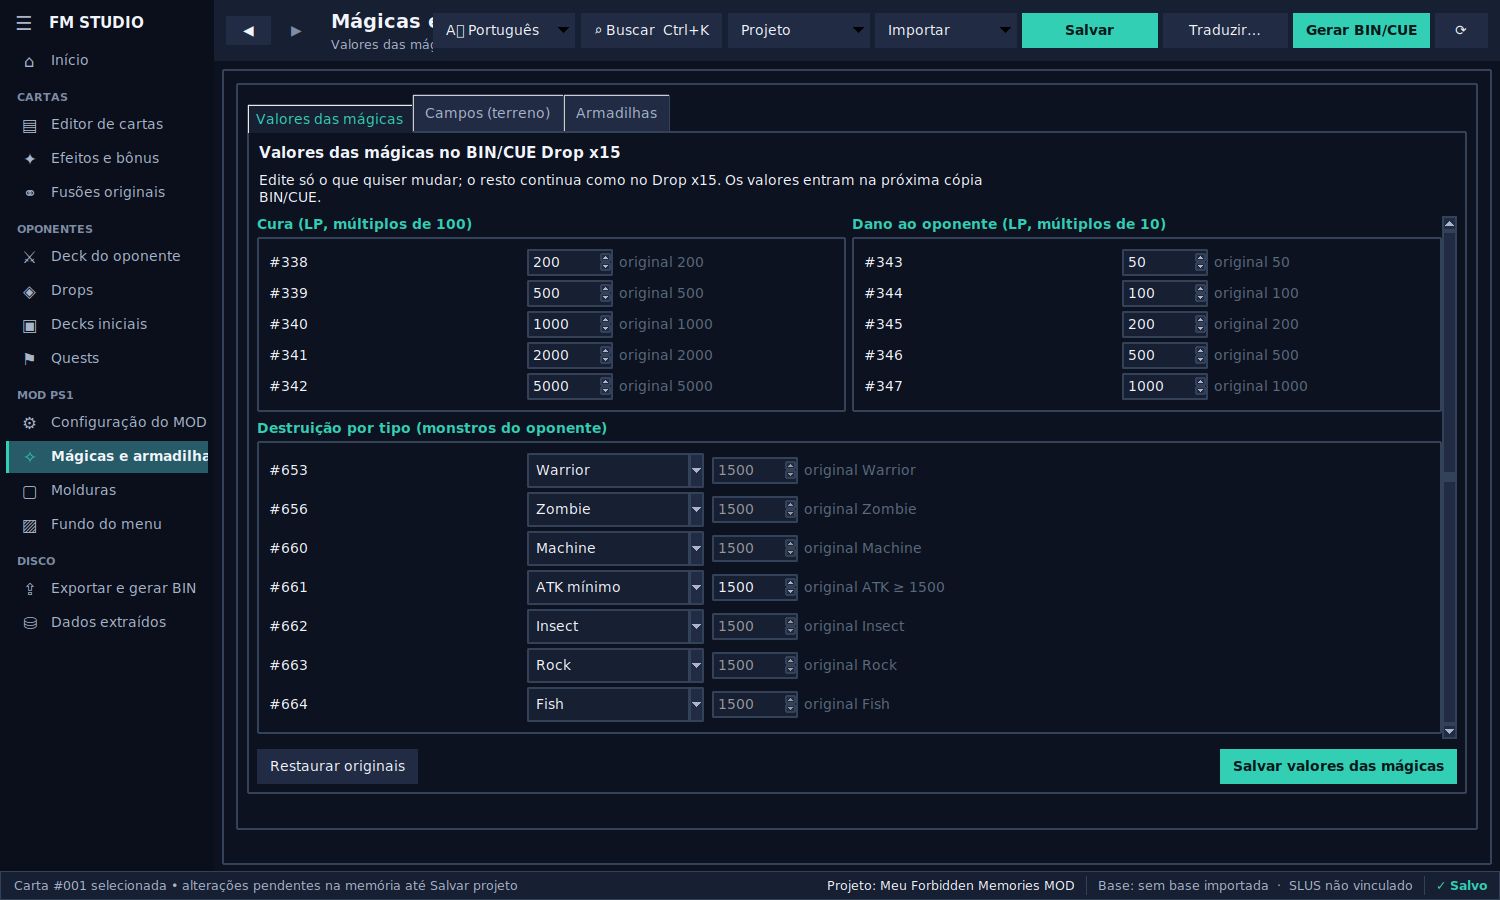 FM STUDIO
Início
CARTAS
Editor de cartas
Efeitos e bônus
Fusões originais
OPONENTES
Deck do oponente
Drops
Decks iniciais
Quests
MOD PS1
Configuração do MOD
Mágicas e armadilha
Molduras
Fundo do menu
DISCO
Exportar e gerar BIN
Dados extraídos
Mágicas e
Valores das mág
Português
Buscar Ctrl+K
Projeto
Importar
Salvar
Traduzir...
Gerar BIN/CUE
Valores das mágicas
Campos (terreno)
Armadilhas
Valores das mágicas no BIN/CUE Drop x15
Edite só o que quiser mudar; o resto continua como no Drop x15. Os valores entram na próxima cópia
BIN/CUE.
Cura (LP, múltiplos de 100)
#338 200 original 200
#339 500 original 500
#340 1000 original 1000
#341 2000 original 2000
#342 5000 original 5000
Dano ao oponente (LP, múltiplos de 10)
#343 50 original 50
#344 100 original 100
#345 200 original 200
#346 500 original 500
#347 1000 original 1000
Destruição por tipo (monstros do oponente)
#653 Warrior 1500 original Warrior
#656 Zombie 1500 original Zombie
#660 Machine 1500 original Machine
#661 ATK mínimo 1500 original ATK ≥ 1500
#662 Insect 1500 original Insect
#663 Rock 1500 original Rock
#664 Fish 1500 original Fish
Restaurar originais
Salvar valores das mágicas
Carta #001 selecionada • alterações pendentes na memória até Salvar projeto
Projeto: Meu Forbidden Memories MOD
Base: sem base importada · SLUS não vinculado
✓ Salvo